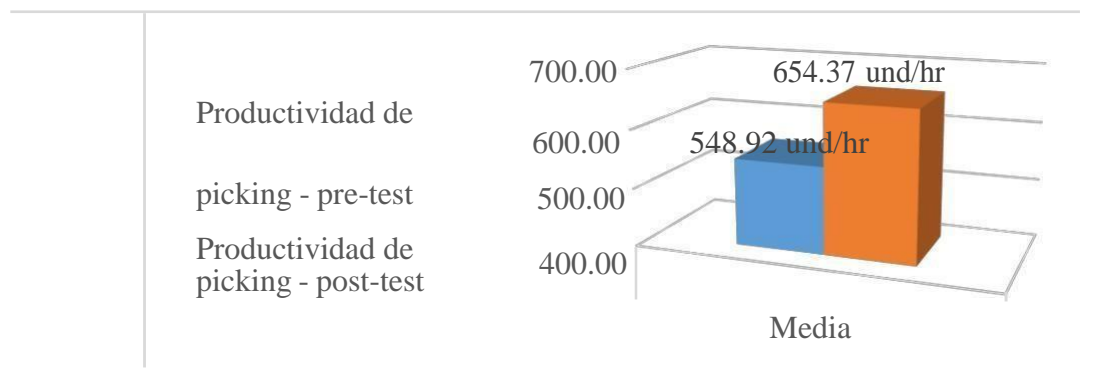 Productividad de
picking - pre-test
Productividad de
picking - post-test
700.00
600.00
500.00
400.00
654.37 und/hr
548.92 und/hr
Media